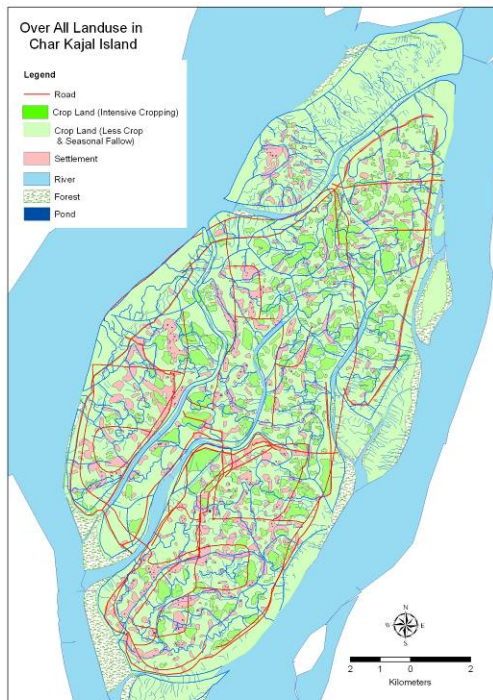 Over All Landuse in
Char Kajal Island
Legend
Road
Crop Land (Intensive Cropping)
Crop Land (Less Crop
& Seasonal Fallow)
Settlement
River
Forest
Pond
N
E
S
2 1 0 2
Kilometers